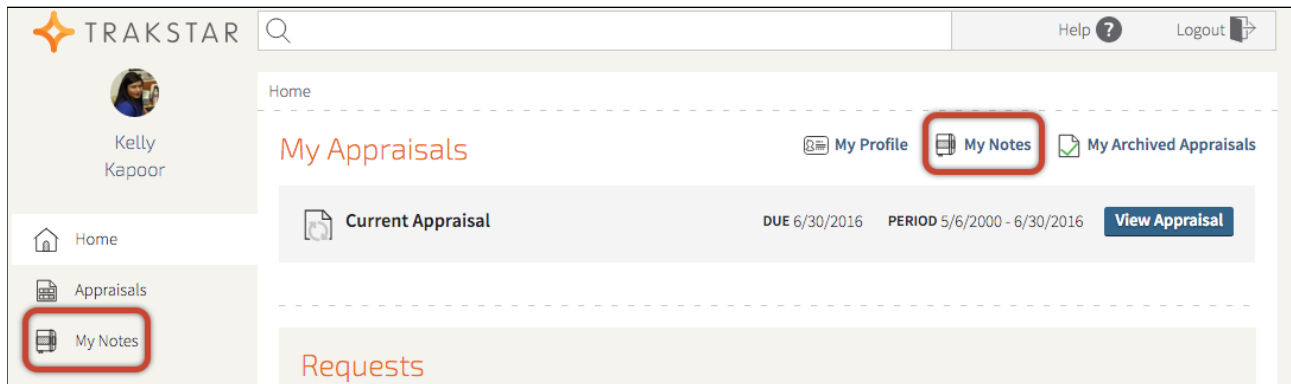 TRAKSTAR
Help ?
Logout
Kelly
Kapoor
Home
Appraisals
My Notes
Home
My Appraisals
My Profile
My Notes
My Archived Appraisals
Current Appraisal
DUE 6/30/2016
PERIOD 5/6/2000 - 6/30/2016
View Appraisal
Requests